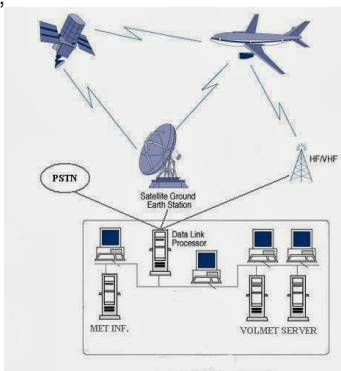 ,
HF/VHF
PSTN
Satellite Ground
Earth Station
Data Link
Processor
MET INF.
VOLMET SERVER